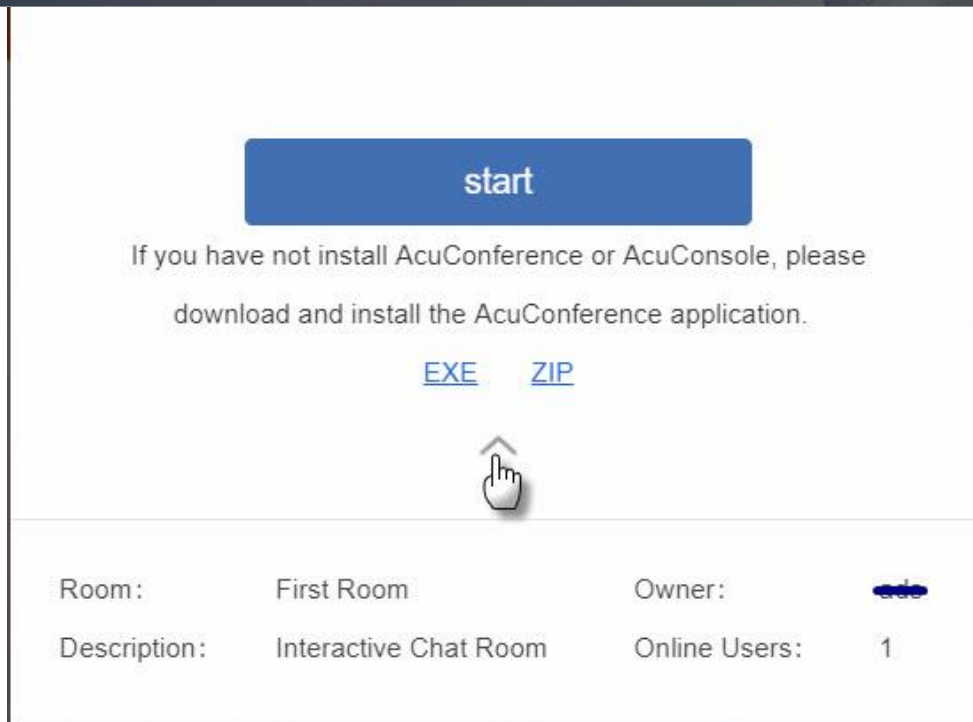 start
If you have not install AcuConference or AcuConsole, please
download and install the AcuConference application.
EXE ZIP
Room: First Room Owner:
Description: Interactive Chat Room Online Users: 1